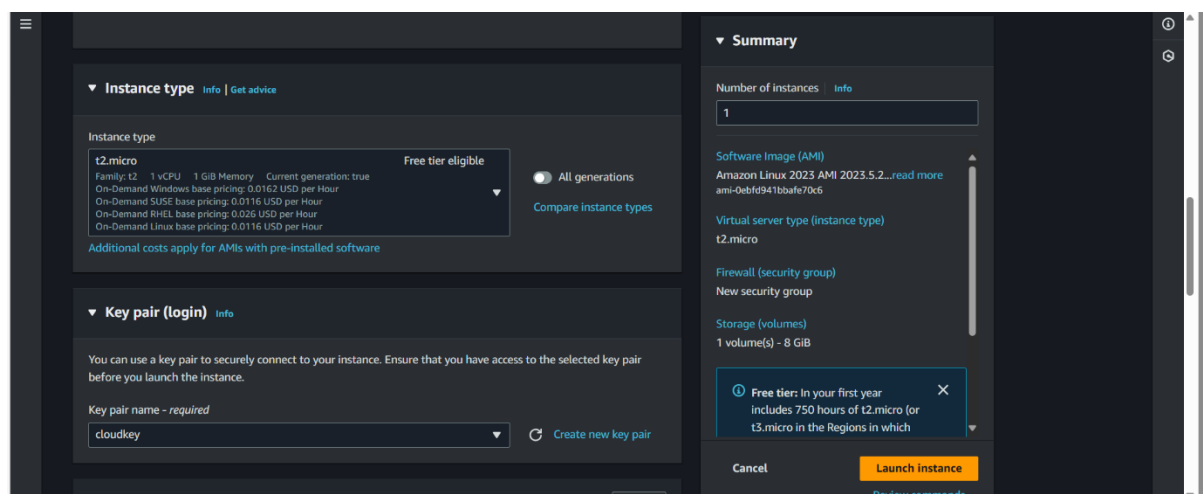 Instance type Info | Get advice
Instance type
t2.micro Free tier eligible
Family: t2 1 vCPU 1 GiB Memory Current generation: true
On-Demand Windows base pricing: 0.0162 USD per Hour
On-Demand SUSE base pricing: 0.0116 USD per Hour
On-Demand RHEL base pricing: 0.026 USD per Hour
On-Demand Linux base pricing: 0.0116 USD per Hour
All generations
Compare instance types
Additional costs apply for AMIs with pre-installed software
Key pair (login) Info
You can use a key pair to securely connect to your instance. Ensure that you have access to the selected key pair
before you launch the instance.
Key pair name - required
cloudkey
Create new key pair
Summary
Number of instances Info
1
Software Image (AMI)
Amazon Linux 2023 AMI 2023.5.2...read more
ami-0ebfd941bbafe70c6
Virtual server type (instance type)
t2.micro
Firewall (security group)
New security group
Storage (volumes)
1 volume(s) - 8 GiB
Free tier: In your first year
includes 750 hours of t2.micro (or
t3.micro in the Regions in which
Cancel
Launch instance
Review commands